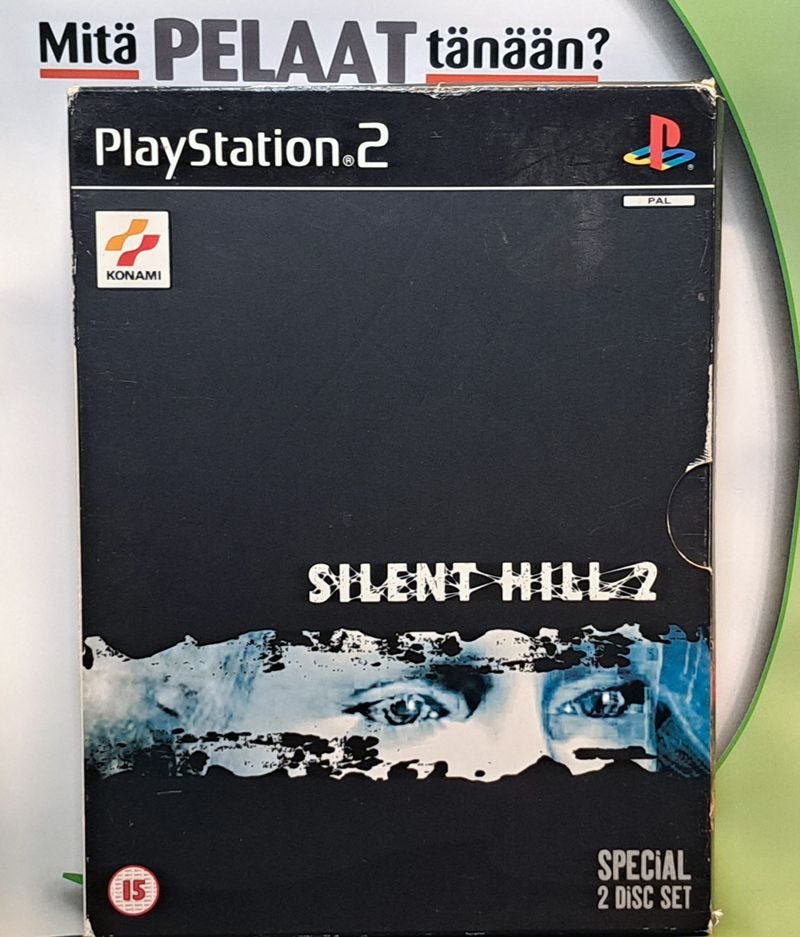 Mitä PELAAT tänään?
PlayStation®2
PAL
KONAMI
SILENT HILL 2
15
SPECiAL
2 DiSC SET